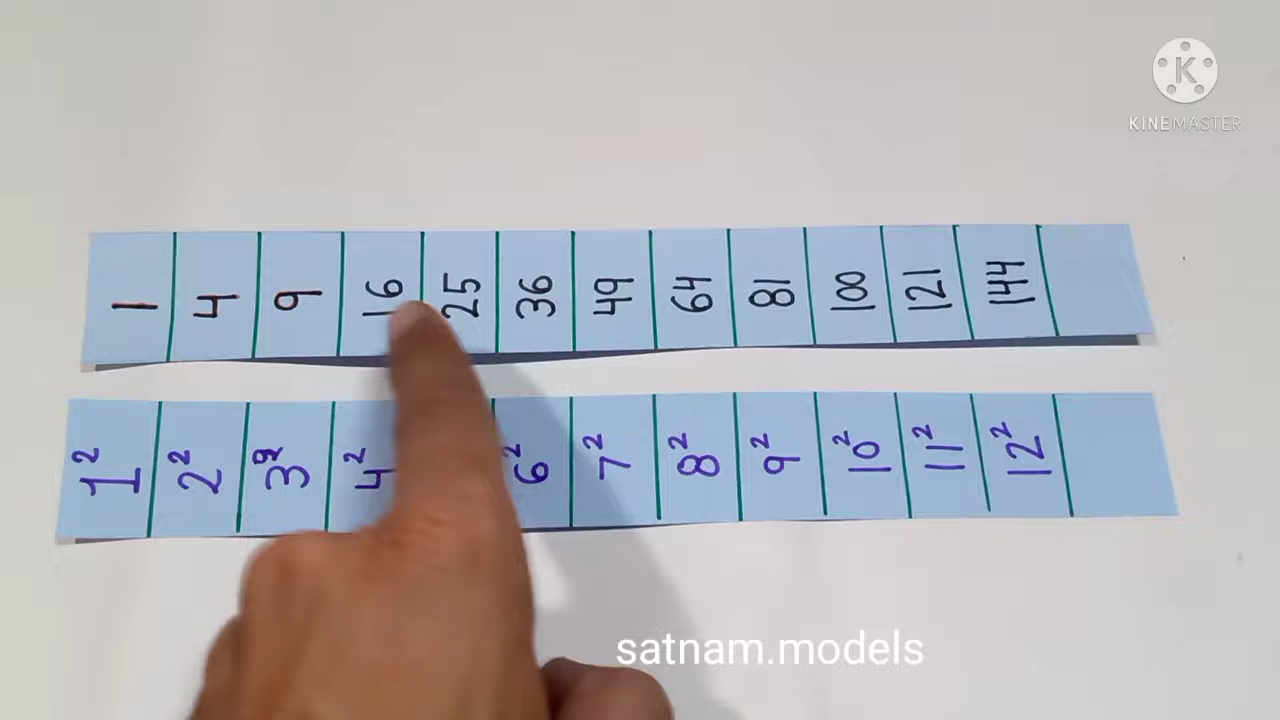 KINEMASTER
1 4 9 16 25 36 49 64 81 100 121 144
1² 2² 3² 4² 6² 7² 8² 9² 10² 11² 12²
satnam.models